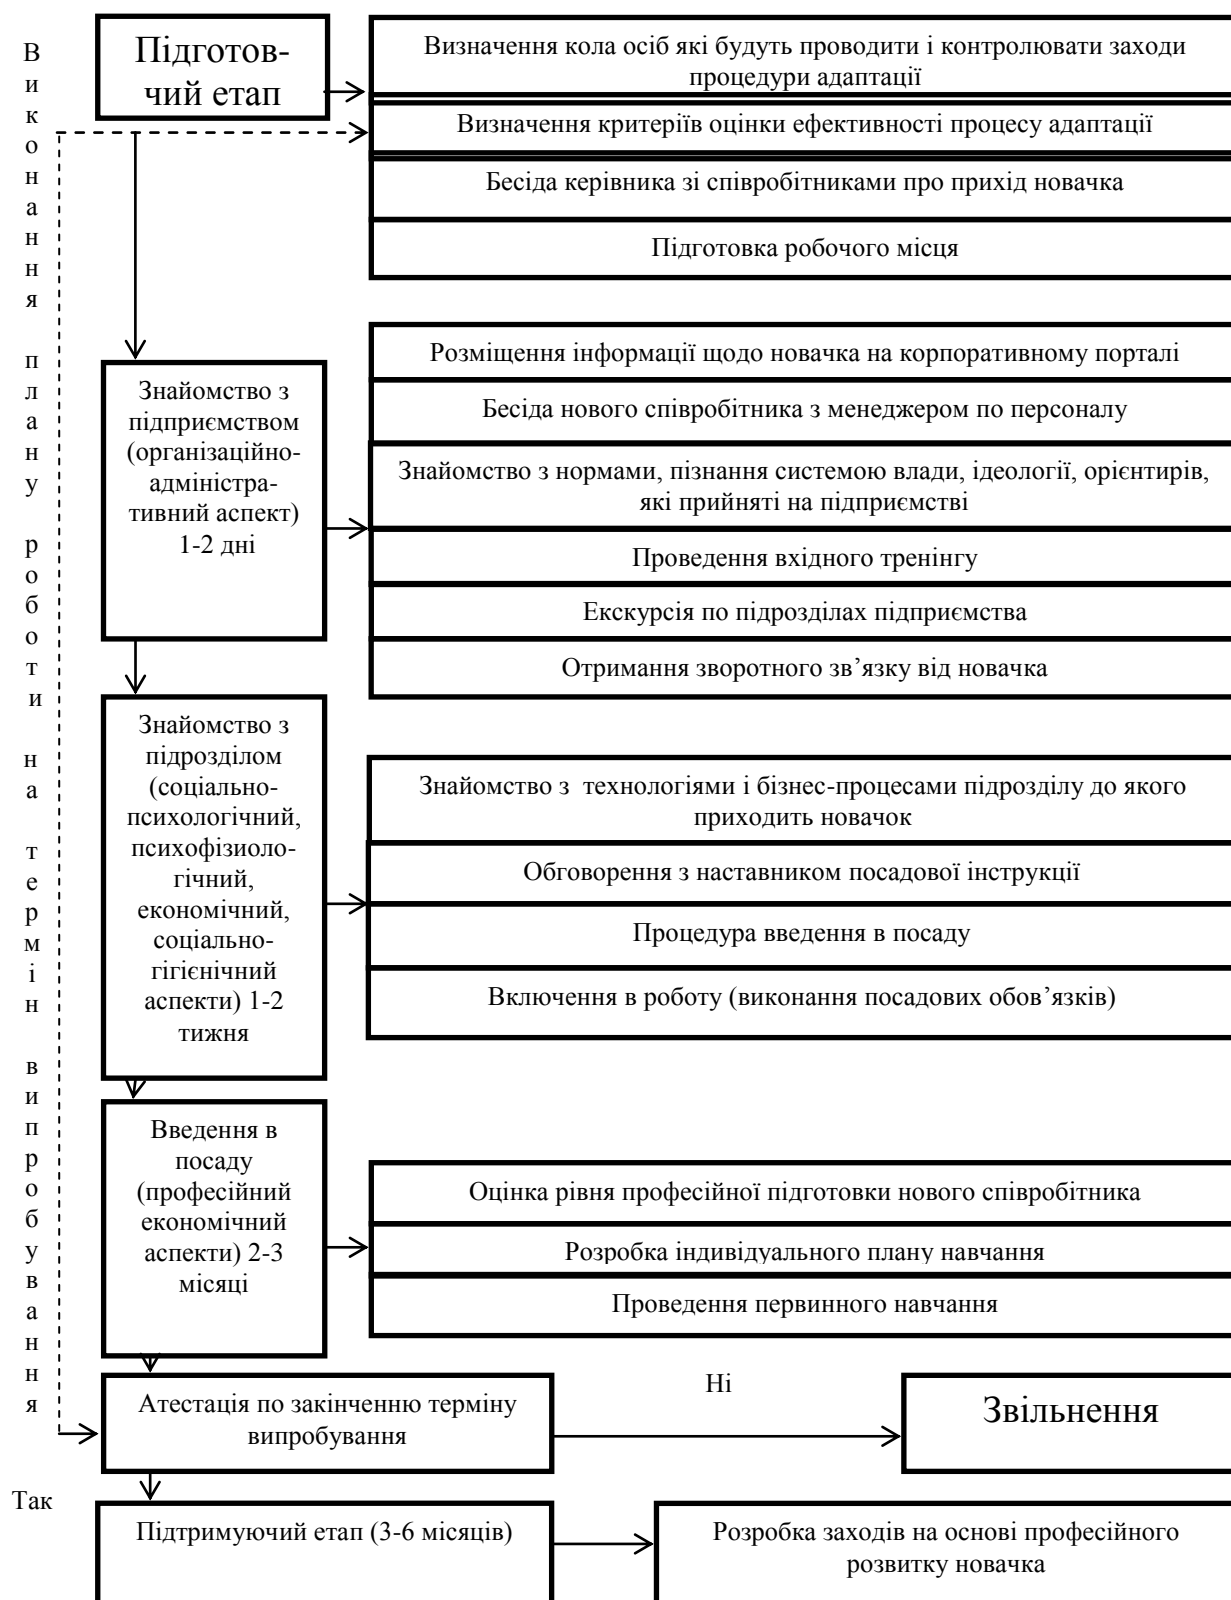 Виконання плану роботи на термін випробування
Підготов-
чий етап
Визначення кола осіб які будуть проводити і контролювати заходи
процедури адаптації
Визначення критеріїв оцінки ефективності процесу адаптації
Бесіда керівника зі співробітниками про прихід новачка
Підготовка робочого місця
Знайомство з
підприємством
(організаційно-
адміністра-
тивний аспект)
1-2 дні
Розміщення інформації щодо новачка на корпоративному порталі
Бесіда нового співробітника з менеджером по персоналу
Знайомство з нормами, пізнання системою влади, ідеології, орієнтирів,
які прийняті на підприємстві
Проведення вхідного тренінгу
Екскурсія по підрозділах підприємства
Отримання зворотного зв’язку від новачка
Знайомство з
підрозділом
(соціально-
психологічний,
психофізиоло-
гічний,
економічний,
соціально-
гігієнічний
аспекти) 1-2
тижня
Знайомство з технологіями і бізнес-процесами підрозділу до якого
приходить новачок
Обговорення з наставником посадової інструкції
Процедура введення в посаду
Включення в роботу (виконання посадових обов’язків)
Введення в
посаду
(професійний
економічний
аспекти) 2-3
місяці
Оцінка рівня професійної підготовки нового співробітника
Розробка індивідуального плану навчання
Проведення первинного навчання
Атестація по закінченню терміну
випробування
Ні
Звільнення
Так
Підтримуючий етап (3-6 місяців)
Розробка заходів на основі професійного
розвитку новачка